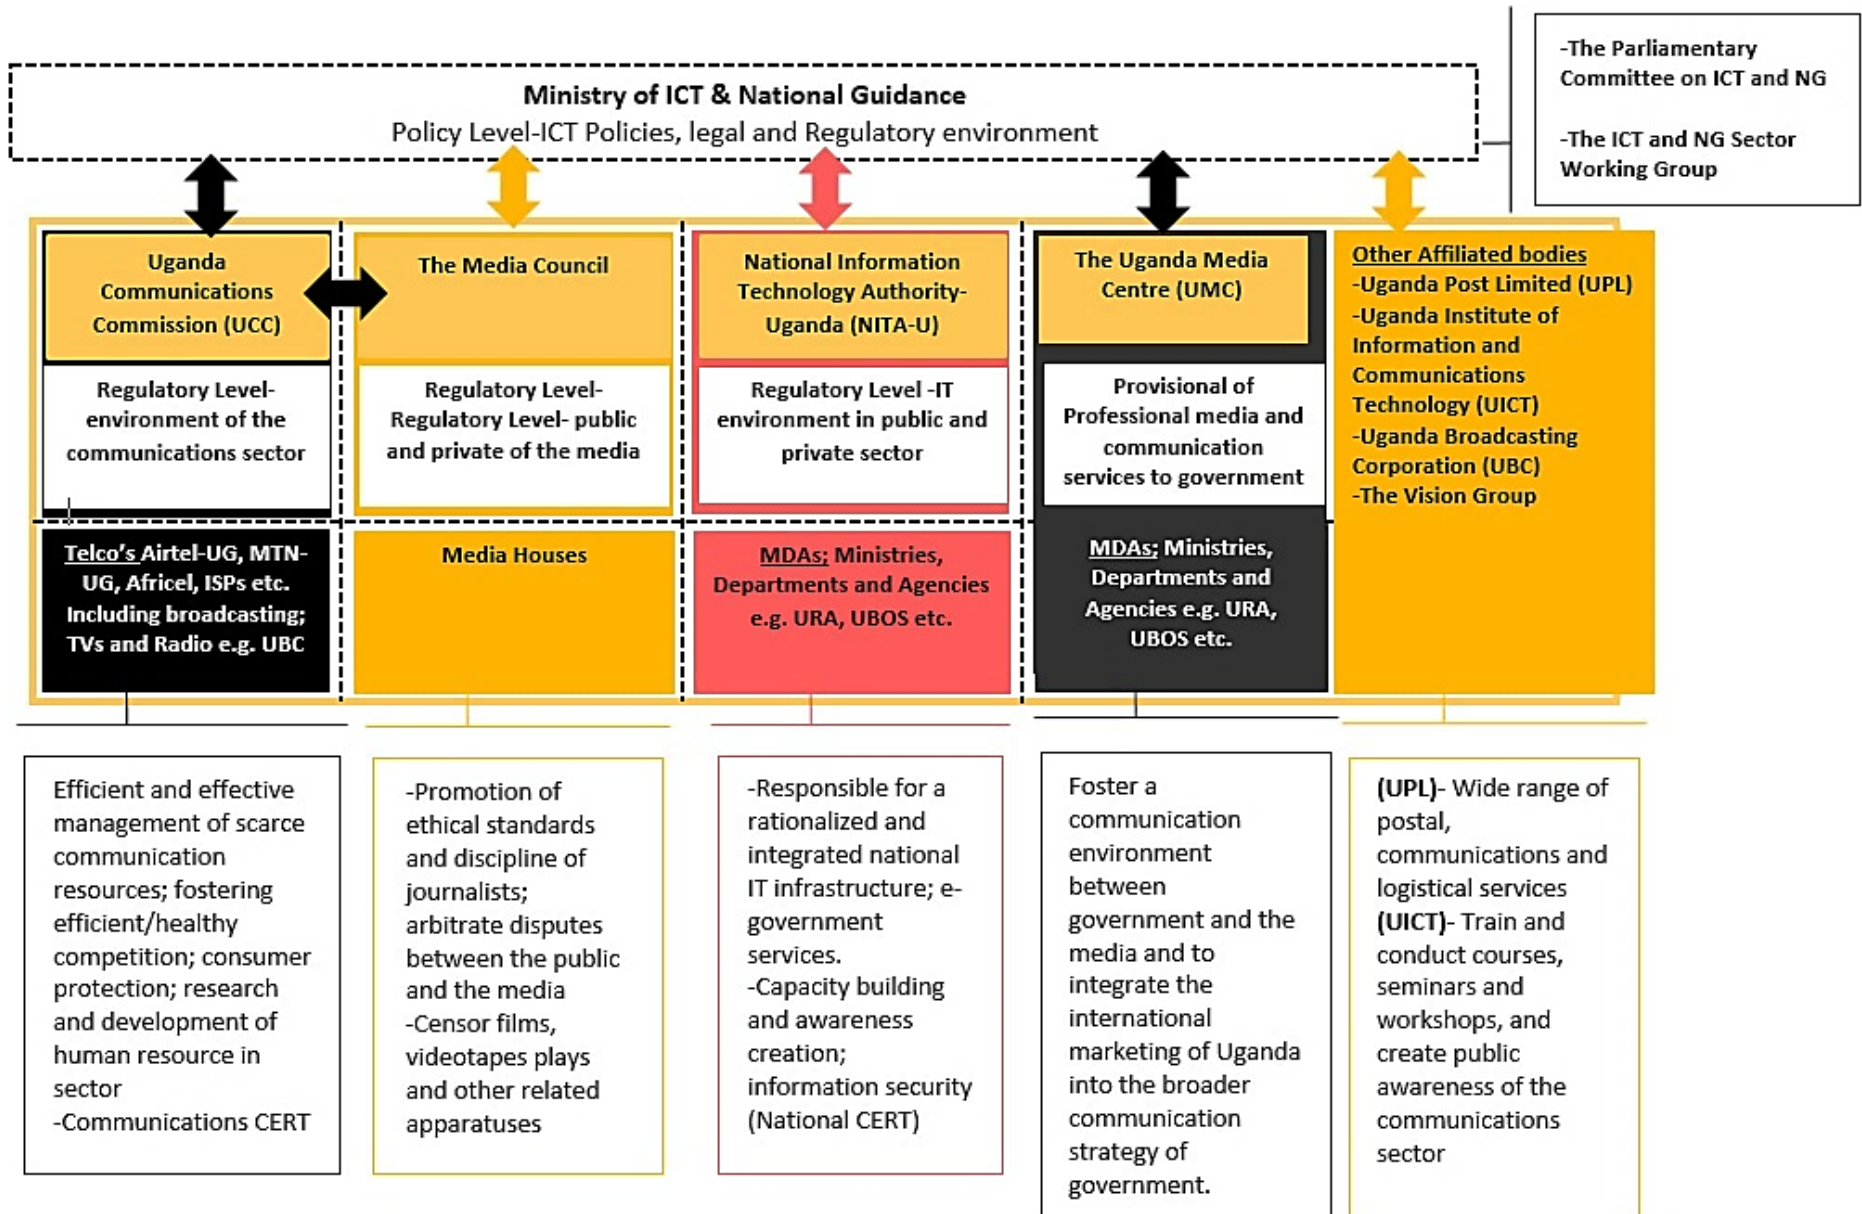 -The Parliamentary
Committee on ICT and NG
-The ICT and NG Sector
Working Group
Ministry of ICT & National Guidance
Policy Level-ICT Policies, legal and Regulatory environment
Uganda
Communications
Commission (UCC)
Regulatory Level-
environment of the
communications sector
Telco's Airtel-UG, MTN-
UG, Africel, ISPs etc.
Including broadcasting;
TVs and Radio e.g. UBC
The Media Council
Regulatory Level-
Regulatory Level- public
and private of the media
Media Houses
National Information
Technology Authority-
Uganda (NITA-U)
Regulatory Level -IT
environment in public and
private sector
MDAs; Ministries,
Departments and Agencies
e.g. URA, UBOS etc.
The Uganda Media
Centre (UMC)
Provisional of
Professional media and
communication
services to government
MDAs; Ministries,
Departments and
Agencies e.g. URA,
UBOS etc.
Other Affiliated bodies
-Uganda Post Limited (UPL)
-Uganda Institute of
Information and
Communications
Technology (UICT)
-Uganda Broadcasting
Corporation (UBC)
-The Vision Group
Efficient and effective
management of scarce
communication
resources; fostering
efficient/healthy
competition; consumer
protection; research
and development of
human resource in
sector
-Communications CERT
-Promotion of
ethical standards
and discipline of
journalists;
arbitrate disputes
between the public
and the media
-Censor films,
videotapes plays
and other related
apparatuses
-Responsible for a
rationalized and
integrated national
IT infrastructure; e-
government
services.
-Capacity building
and awareness
creation;
information security
(National CERT)
Foster a
communication
environment
between
government and the
media and to
integrate the
international
marketing of Uganda
into the broader
communication
strategy of
government.
(UPL)- Wide range of
postal,
communications and
logistical services
(UICT)- Train and
conduct courses,
seminars and
workshops, and
create public
awareness of the
communications
sector